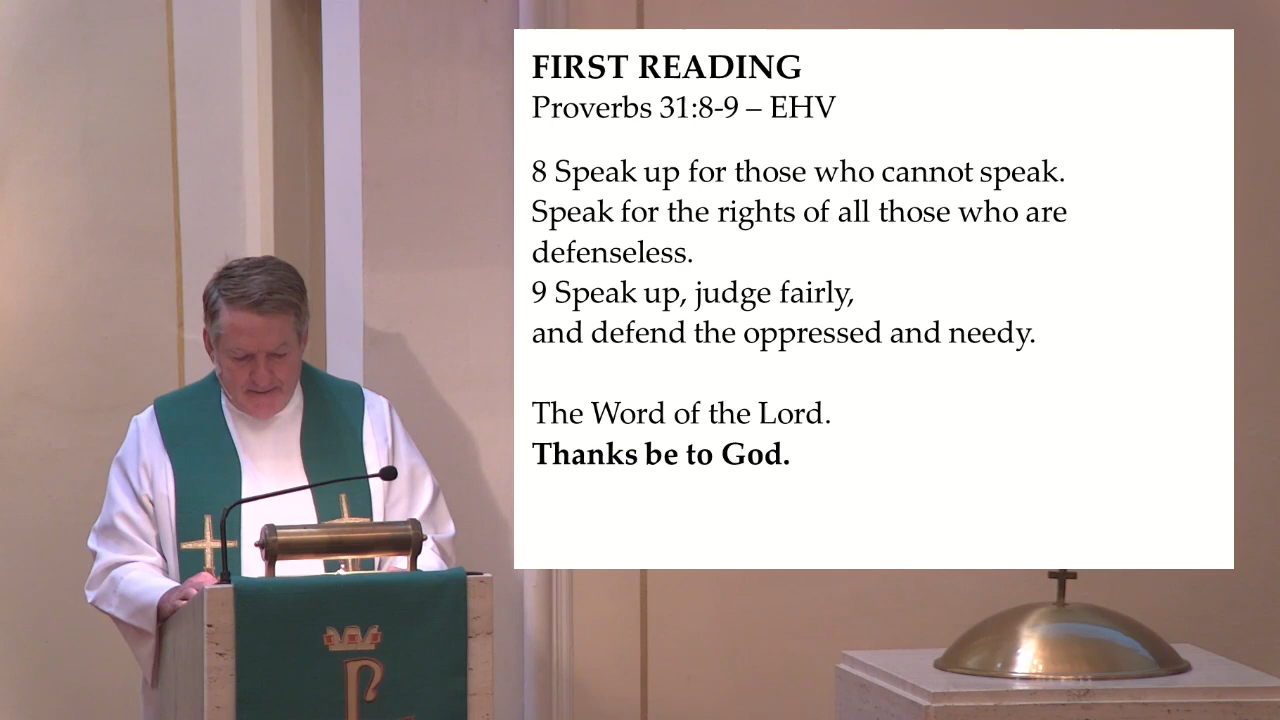 FIRST READING
Proverbs 31:8-9 – EHV
8 Speak up for those who cannot speak.
Speak for the rights of all those who are
defenseless.
9 Speak up, judge fairly,
and defend the oppressed and needy.
The Word of the Lord.
Thanks be to God.